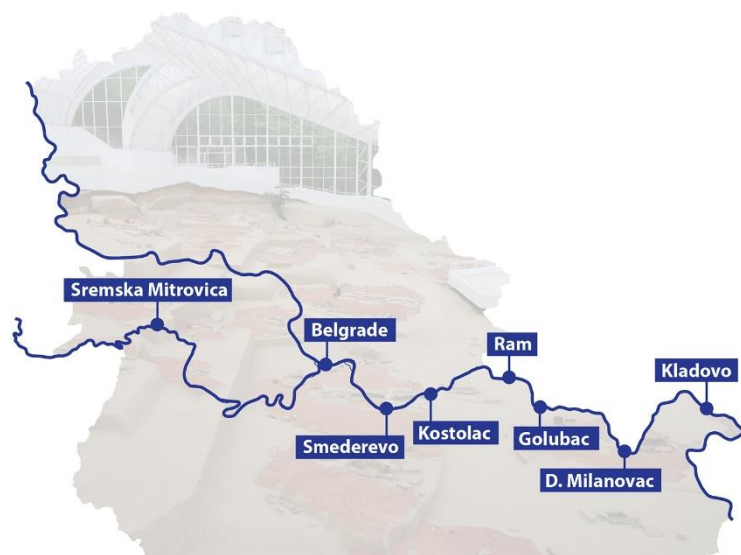 Sremska Mitrovica
Belgrade
Ram
Kladovo
Smederevo
Kostolac
Golubac
D. Milanovac